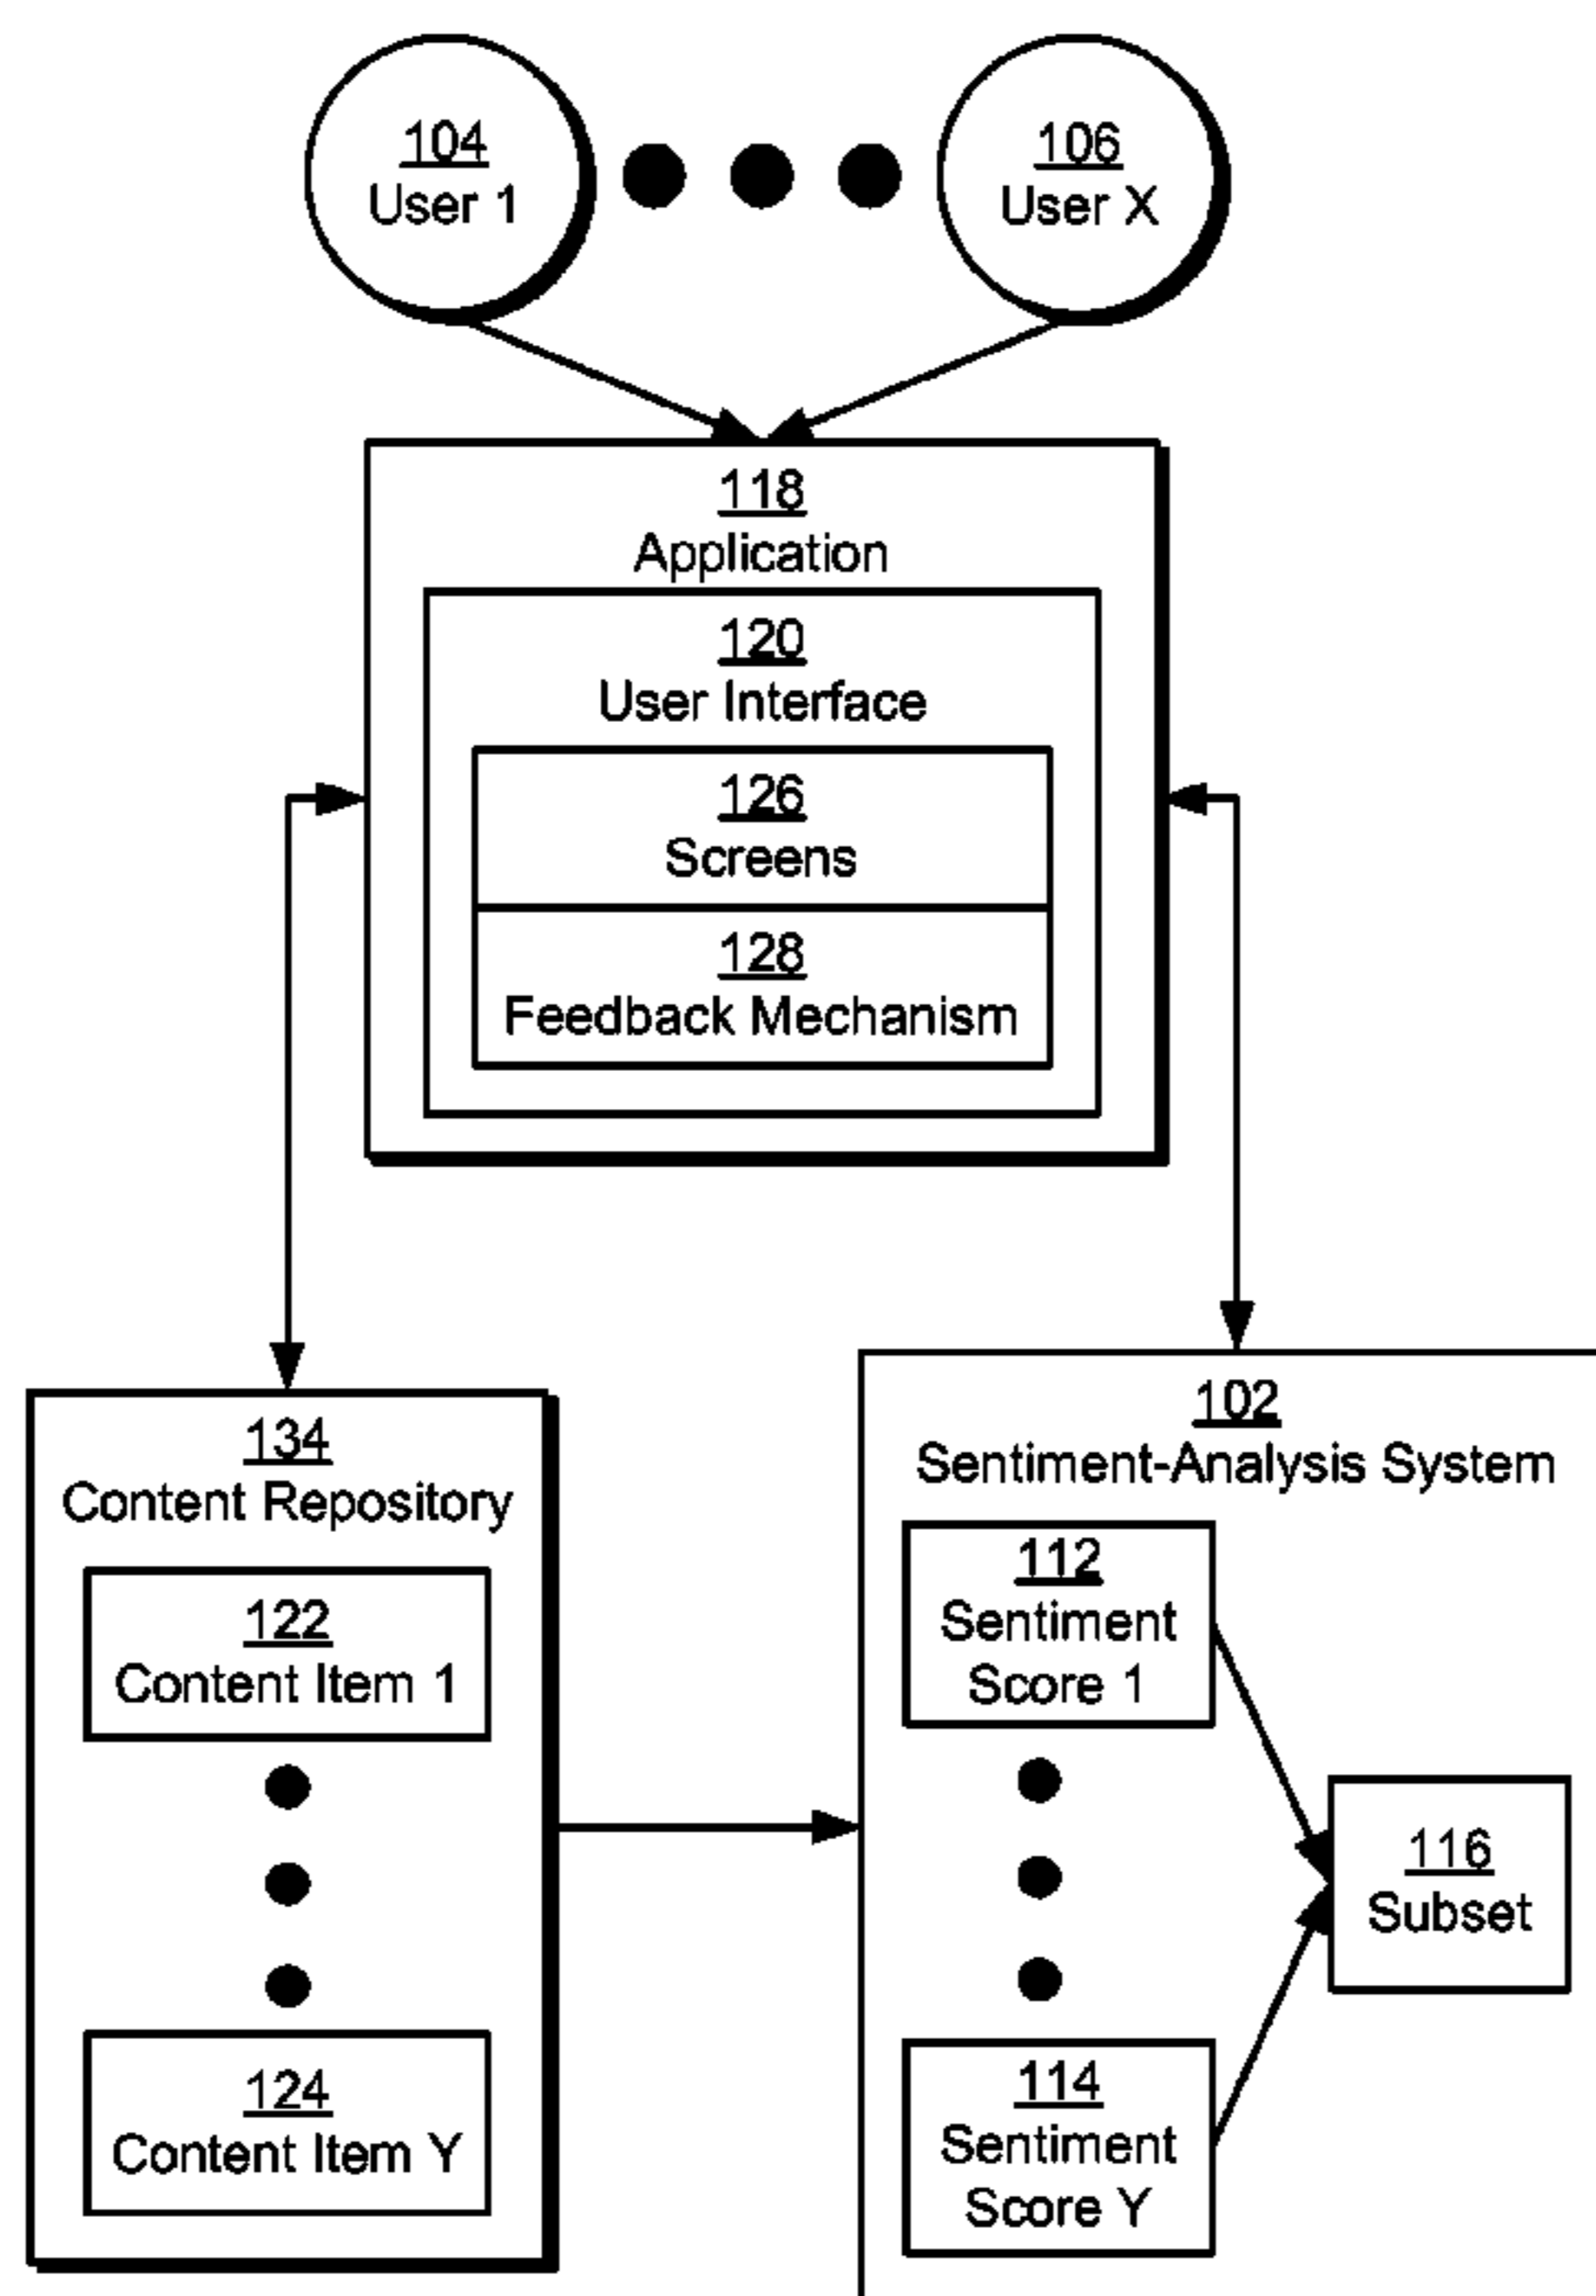 104
User 1
106
User X
118
Application
120
User Interface
126
Screens
128
Feedback Mechanism
134
Content Repository
122
Content Item 1
124
Content Item Y
102
Sentiment-Analysis System
112
Sentiment
Score 1
116
Subset
114
Sentiment
Score Y